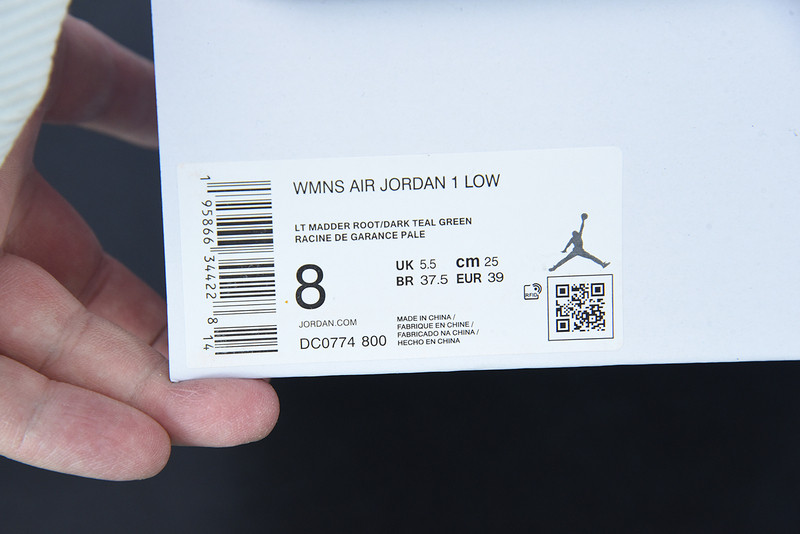 WMNS AIR JORDAN 1 LOW
LT MADDER ROOT/DARK TEAL GREEN
RACINE DE GARANCE PALE
8
UK 5.5 cm 25
BR 37.5 EUR 39
JORDAN.COM
DC0774 800
MADE IN CHINA /
FABRIQUE EN CHINE /
FABRICADO NA CHINA /
HECHO EN CHINA
RFID
1 95866 34422 8 14